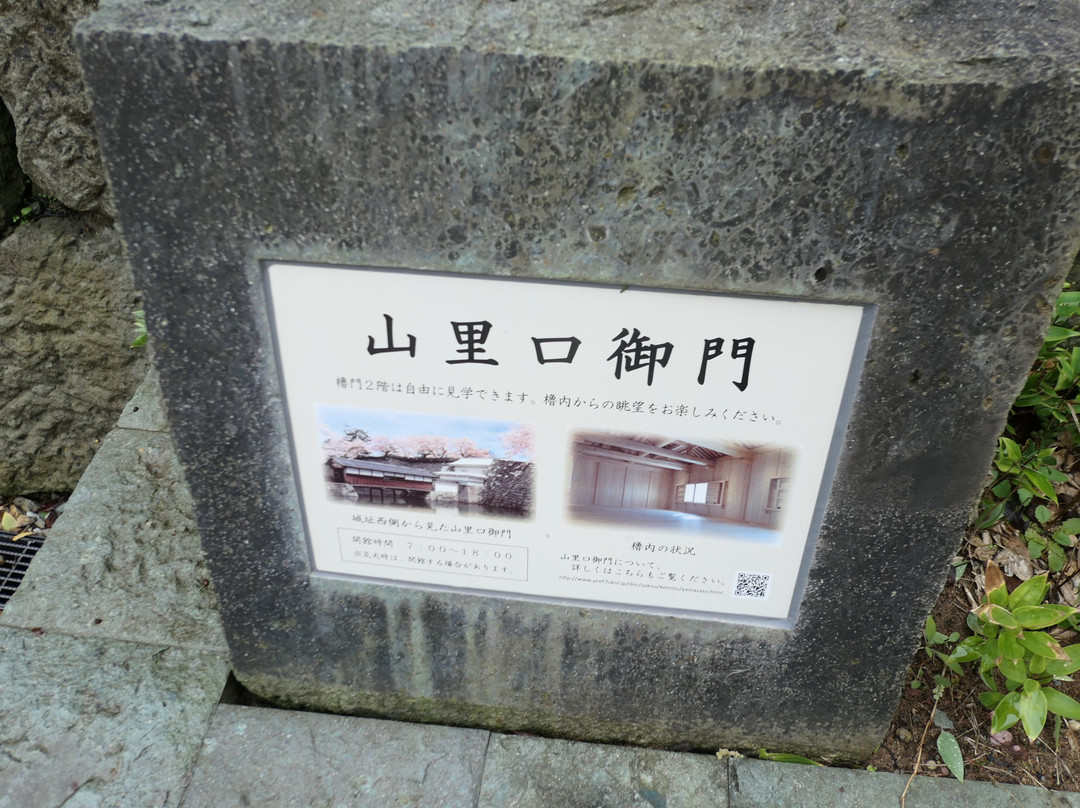 山里口御門
櫓門２階は自由に見学できます。櫓内からの眺望をお楽しみください。
城址西側から見た山里口御門
開館時間　７：００～１８：００
※荒天時は、閉館する場合があります。
櫓内の状況
山里口御門について、
詳しくはこちらもご覧ください。